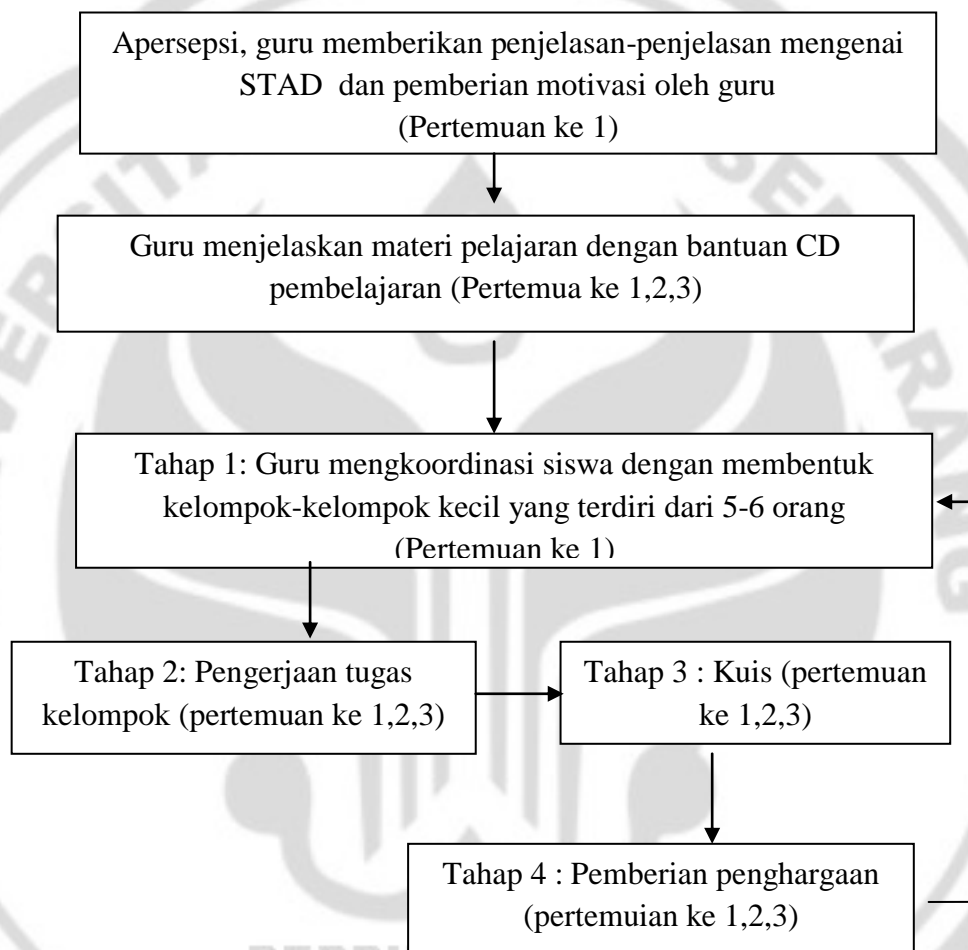 Apersepsi, guru memberikan penjelasan-penjelasan mengenai
STAD  dan pemberian motivasi oleh guru
(Pertemuan ke 1)
Guru menjelaskan materi pelajaran dengan bantuan CD
pembelajaran (Pertemua ke 1,2,3)
Tahap 1: Guru mengkoordinasi siswa dengan membentuk
kelompok-kelompok kecil yang terdiri dari 5-6 orang
(Pertemuan ke 1)
Tahap 2: Pengerjaan tugas
kelompok (pertemuan ke 1,2,3)
Tahap 3 : Kuis (pertemuan
ke 1,2,3)
Tahap 4 : Pemberian penghargaan
(pertemuian ke 1,2,3)